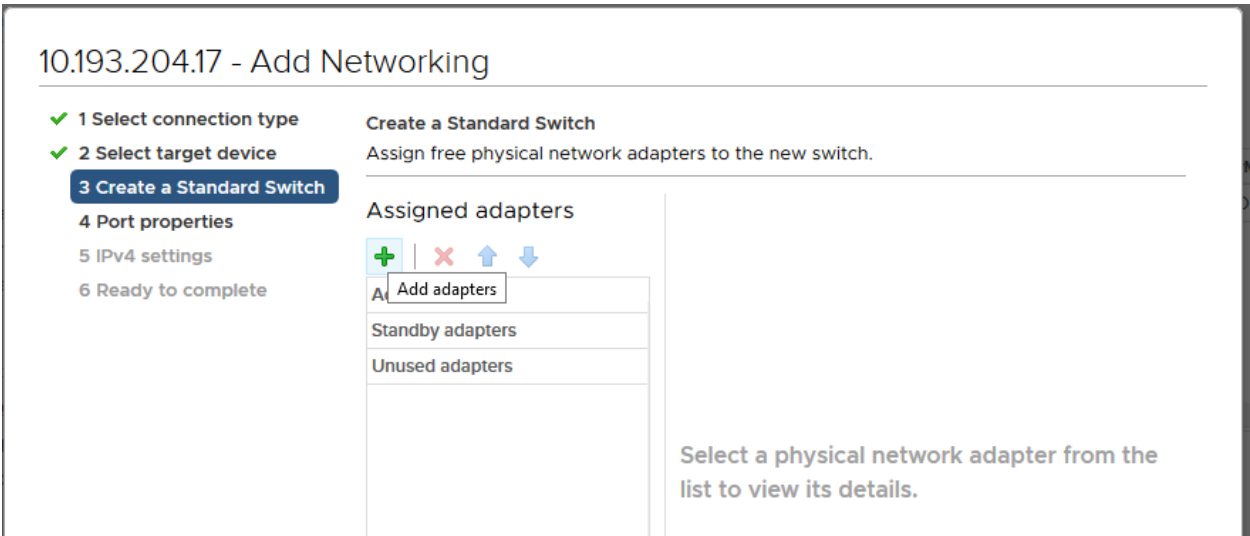 10.193.204.17 - Add Networking
1 Select connection type
2 Select target device
3 Create a Standard Switch
4 Port properties
5 IPv4 settings
6 Ready to complete
Create a Standard Switch
Assign free physical network adapters to the new switch.
Assigned adapters
Add adapters
Standby adapters
Unused adapters
Select a physical network adapter from the
list to view its details.